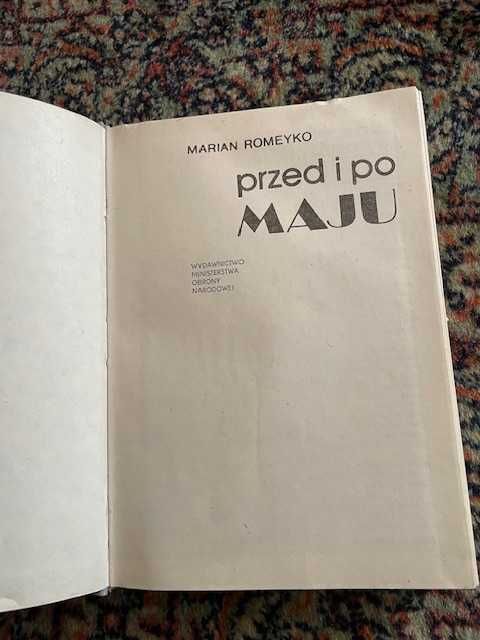 MARIAN ROMEYKO
przed i po
MAJU
WYDAWNICTWO
MINISTERSTWA
OBRONY
NARODOWEJ